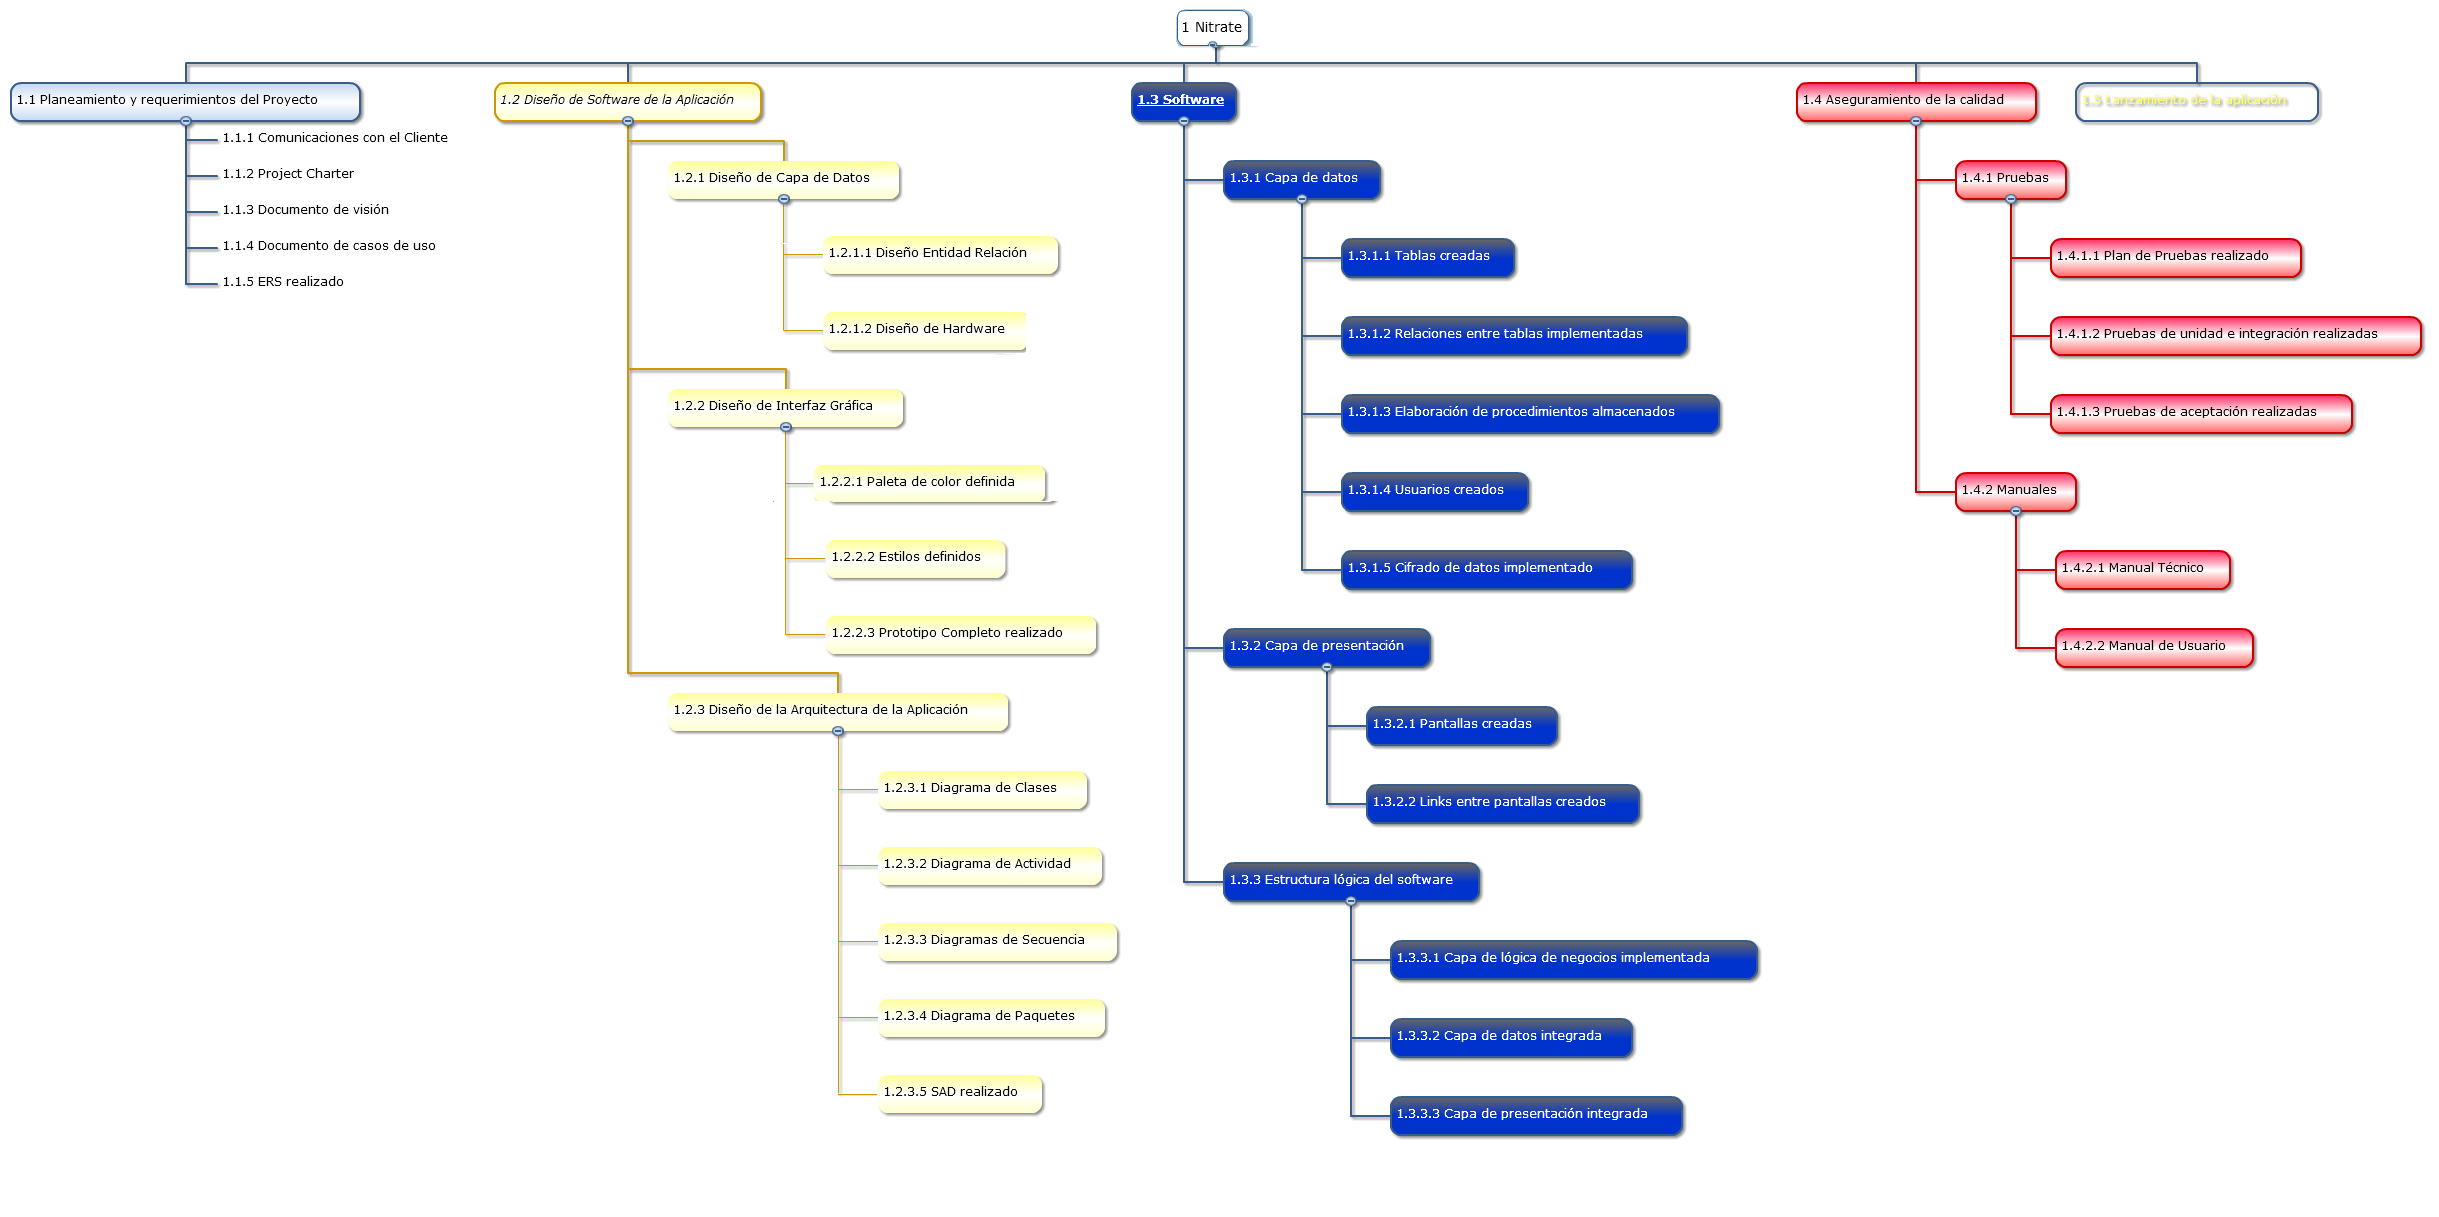 1 Nitrate
1.1 Planeamiento y requerimientos del Proyecto
1.1.1 Comunicaciones con el Cliente
1.1.2 Project Charter
1.1.3 Documento de visión
1.1.4 Documento de casos de uso
1.1.5 ERS realizado
1.2 Diseño de Software de la Aplicación
1.2.1 Diseño de Capa de Datos
1.2.1.1 Diseño Entidad Relación
1.2.1.2 Diseño de Hardware
1.2.2 Diseño de Interfaz Gráfica
1.2.2.1 Paleta de color definida
1.2.2.2 Estilos definidos
1.2.2.3 Prototipo Completo realizado
1.2.3 Diseño de la Arquitectura de la Aplicación
1.2.3.1 Diagrama de Clases
1.2.3.2 Diagrama de Actividad
1.2.3.3 Diagramas de Secuencia
1.2.3.4 Diagrama de Paquetes
1.2.3.5 SAD realizado
1.3 Software
1.3.1 Capa de datos
1.3.1.1 Tablas creadas
1.3.1.2 Relaciones entre tablas implementadas
1.3.1.3 Elaboración de procedimientos almacenados
1.3.1.4 Usuarios creados
1.3.1.5 Cifrado de datos implementado
1.3.2 Capa de presentación
1.3.2.1 Pantallas creadas
1.3.2.2 Links entre pantallas creados
1.3.3 Estructura lógica del software
1.3.3.1 Capa de lógica de negocios implementada
1.3.3.2 Capa de datos integrada
1.3.3.3 Capa de presentación integrada
1.4 Aseguramiento de la calidad
1.4.1 Pruebas
1.4.1.1 Plan de Pruebas realizado
1.4.1.2 Pruebas de unidad e integración realizadas
1.4.1.3 Pruebas de aceptación realizadas
1.4.2 Manuales
1.4.2.1 Manual Técnico
1.4.2.2 Manual de Usuario
1.5 Lanzamiento de la aplicación